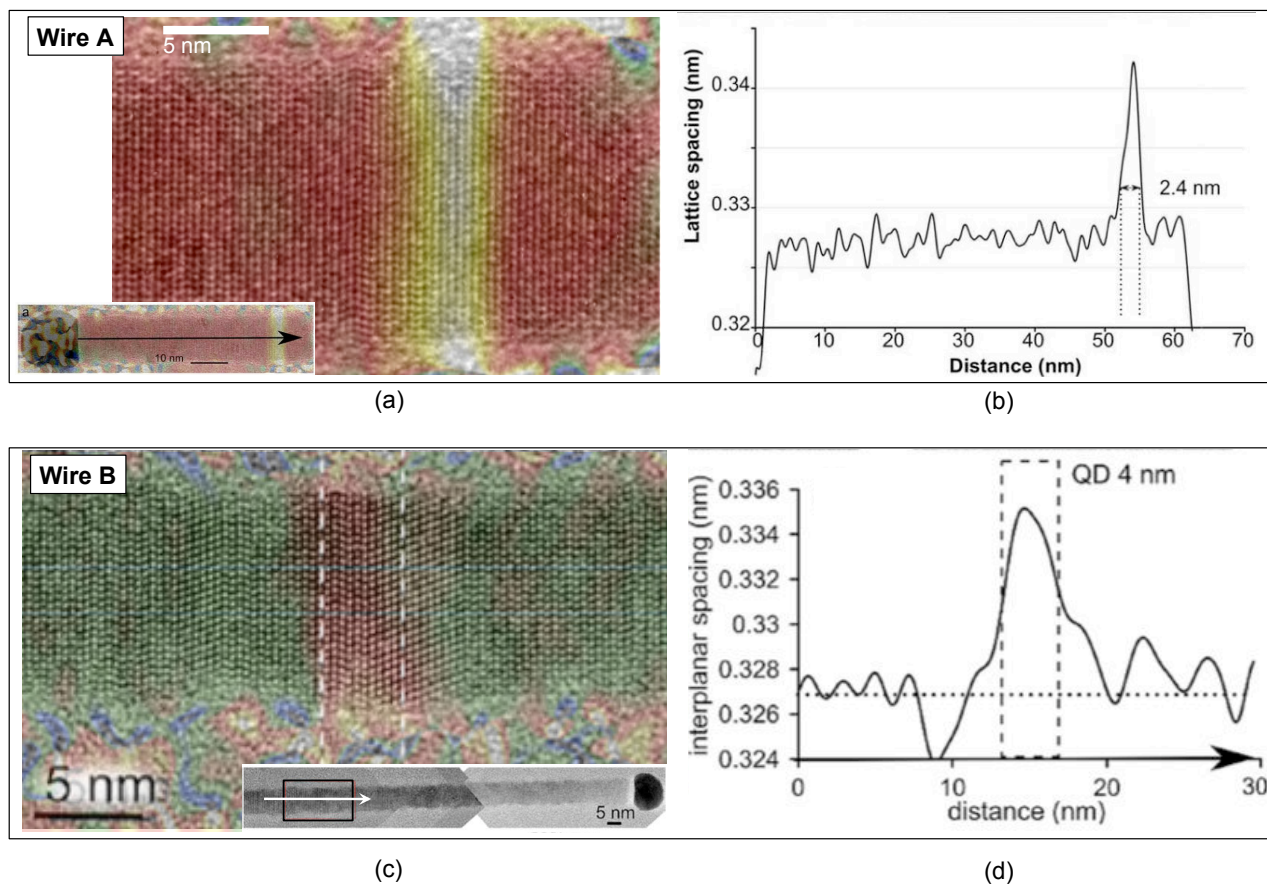 Wire A
5 nm
a
10 nm
(a)
Lattice spacing (nm)
0.34
0.33
0.32
2.4 nm
0 10 20 30 40 50 60 70
Distance (nm)
(b)
Wire B
5 nm
5 nm
(c)
interplanar spacing (nm)
0.336
0.334
0.332
0.33
0.328
0.326
0.324
QD 4 nm
0 10 20 30
distance (nm)
(d)